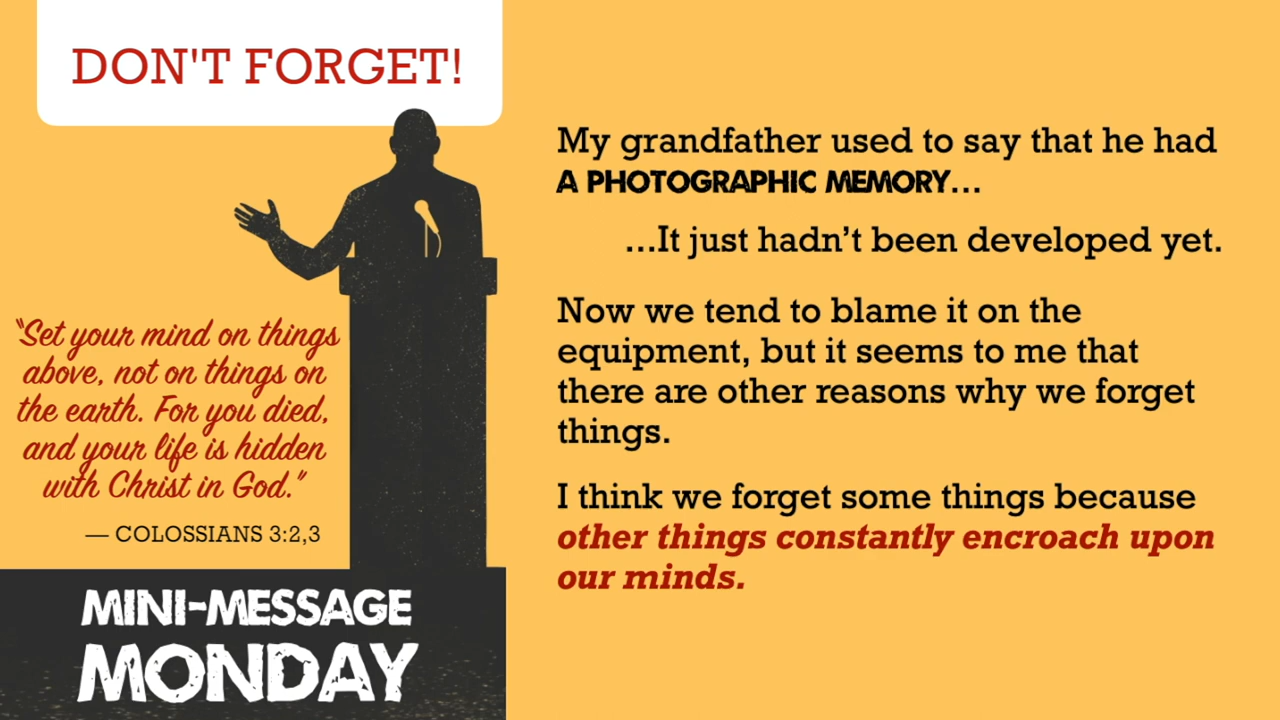 DON'T FORGET!
"Set your mind on things
above, not on things on
the earth. For you died,
and your life is hidden
with Christ in God."
— COLOSSIANS 3:2,3
MINI-MESSAGE
MONDAY
My grandfather used to say that he had
A PHOTOGRAPHIC MEMORY...
...It just hadn't been developed yet.
Now we tend to blame it on the
equipment, but it seems to me that
there are other reasons why we forget
things.
I think we forget some things because
other things constantly encroach upon
our minds.